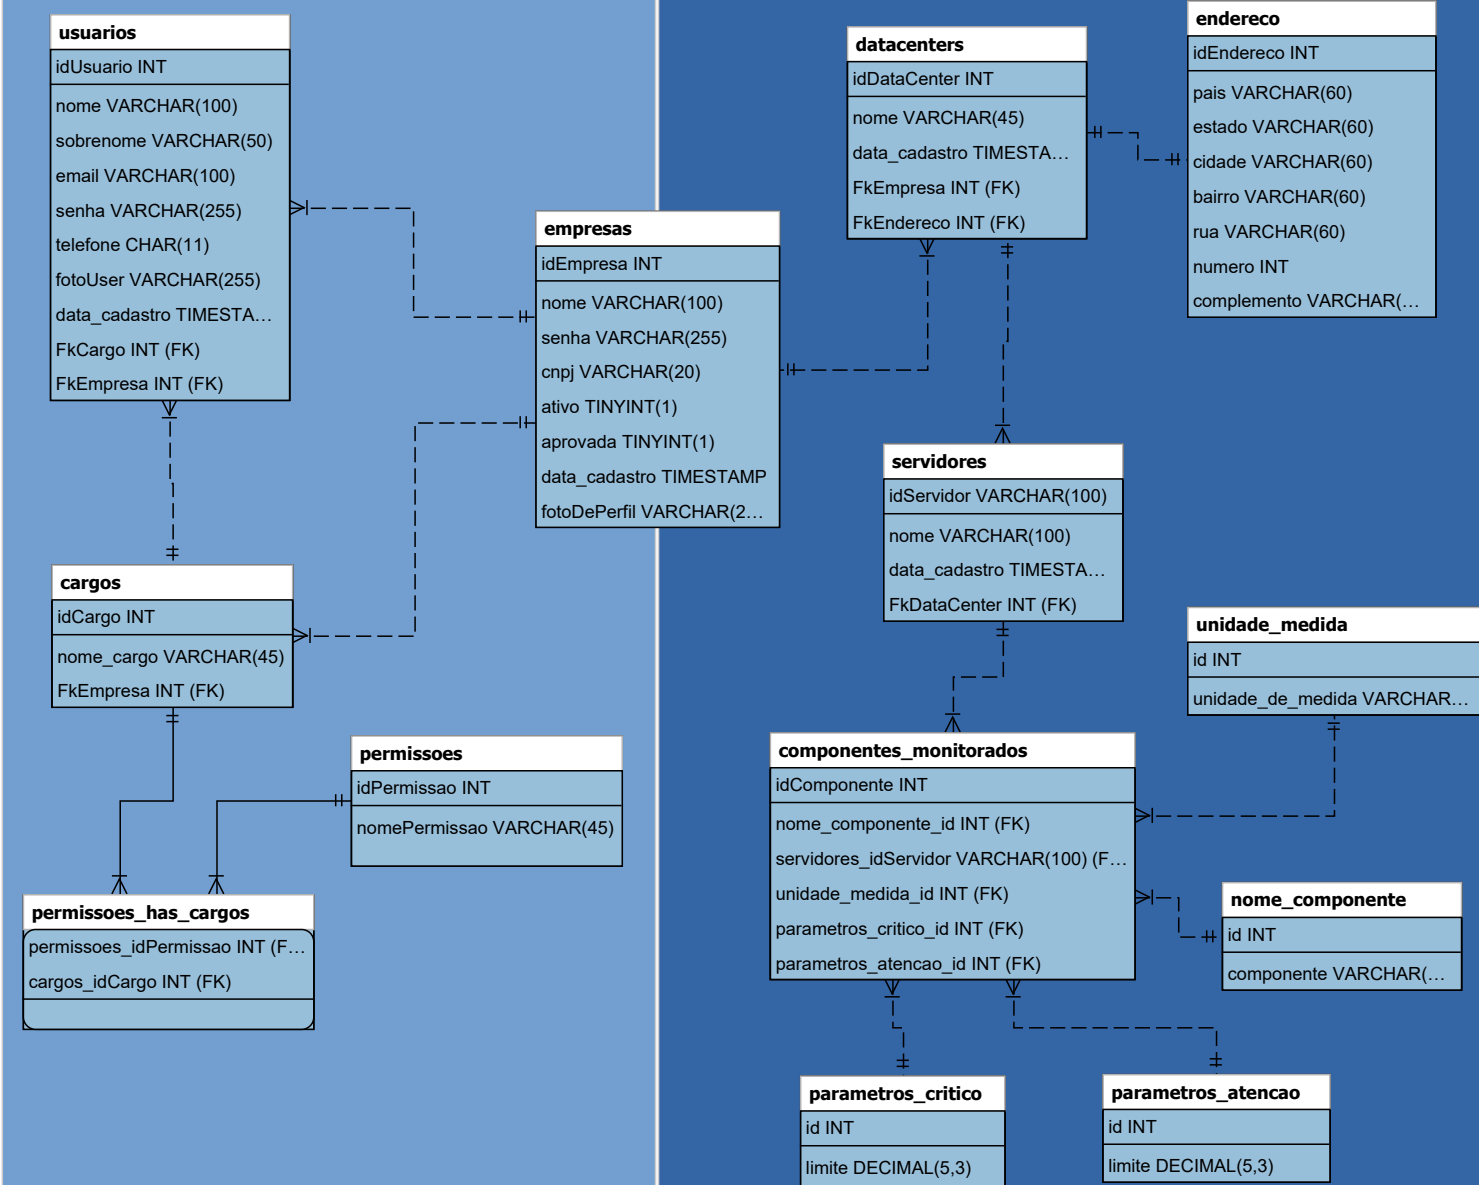 usuarios
idUsuario INT
nome VARCHAR(100)
sobrenome VARCHAR(50)
email VARCHAR(100)
senha VARCHAR(255)
telefone CHAR(11)
fotoUser VARCHAR(255)
data_cadastro TIMESTA...
FkCargo INT (FK)
FkEmpresa INT (FK)
empresas
idEmpresa INT
nome VARCHAR(100)
senha VARCHAR(255)
cnpj VARCHAR(20)
ativo TINYINT(1)
aprovada TINYINT(1)
data_cadastro TIMESTAMP
fotoDePerfil VARCHAR(2...
cargos
idCargo INT
nome_cargo VARCHAR(45)
FkEmpresa INT (FK)
permissoes
idPermissao INT
nomePermissao VARCHAR(45)
permissoes_has_cargos
permissoes_idPermissao INT (F...
cargos_idCargo INT (FK)
datacenters
idDataCenter INT
nome VARCHAR(45)
data_cadastro TIMESTA...
FkEmpresa INT (FK)
FkEndereco INT (FK)
endereco
idEndereco INT
pais VARCHAR(60)
estado VARCHAR(60)
cidade VARCHAR(60)
bairro VARCHAR(60)
rua VARCHAR(60)
numero INT
complemento VARCHAR(...
servidores
idServidor VARCHAR(100)
nome VARCHAR(100)
data_cadastro TIMESTA...
FkDataCenter INT (FK)
unidade_medida
id INT
unidade_de_medida VARCHAR...
componentes_monitorados
idComponente INT
nome_componente_id INT (FK)
servidores_idServidor VARCHAR(100) (F...
unidade_medida_id INT (FK)
parametros_critico_id INT (FK)
parametros_atencao_id INT (FK)
nome_componente
id INT
componente VARCHAR(...
parametros_critico
id INT
limite DECIMAL(5,3)
parametros_atencao
id INT
limite DECIMAL(5,3)